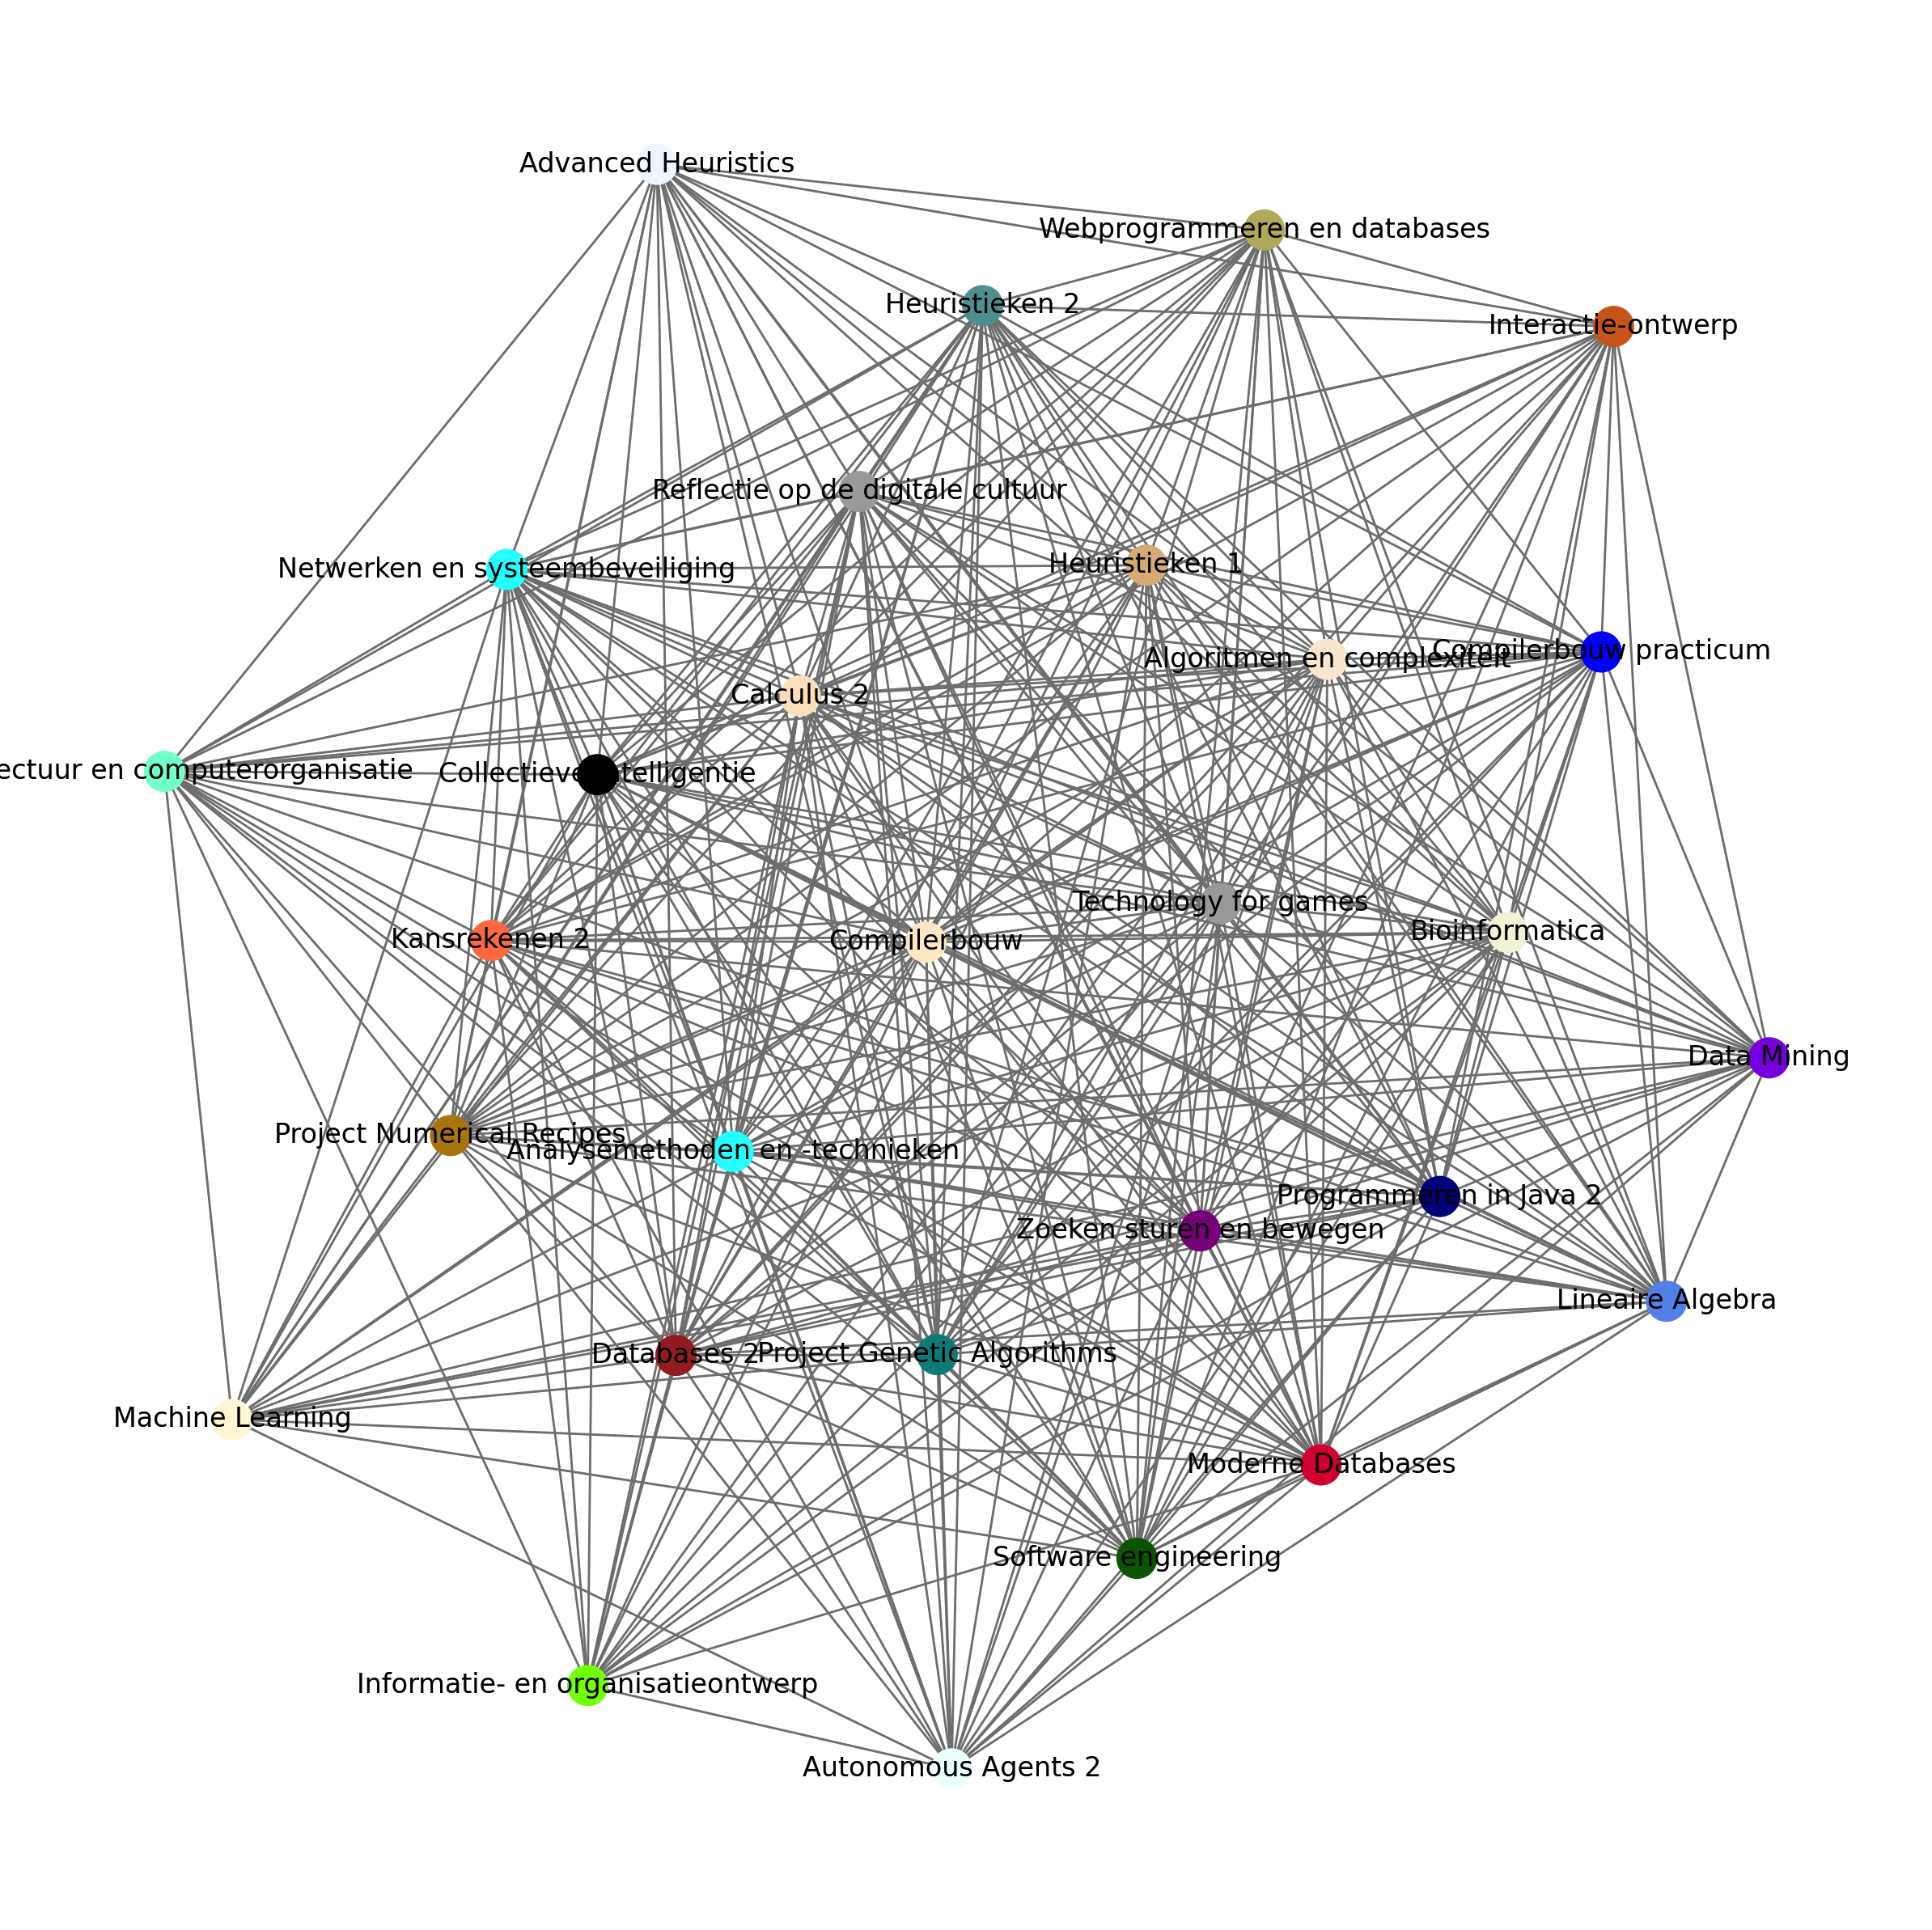 Advanced Heuristics
Webprogrammeren en databases
Heuristieken 2
Interactie-ontwerp
Reflectie op de digitale cultuur
Netwerken en systeembeveiliging
Heuristieken 1
Compilerbouw practicum
Algoritmen en complexiteit
Calculus 2
ectuur en computerorganisatie
Collectieve intelligentie
Technology for games
Bioinformatica
Kansrekenen 2
Compilerbouw
Data Mining
Project Numerical Recipes
Analysemethoden en -technieken
Programmeren in Java 2
Zoeken sturen en bewegen
Lineaire Algebra
Databases 2
Project Genetic Algorithms
Machine Learning
Moderne Databases
Software engineering
Informatie- en organisatieontwerp
Autonomous Agents 2